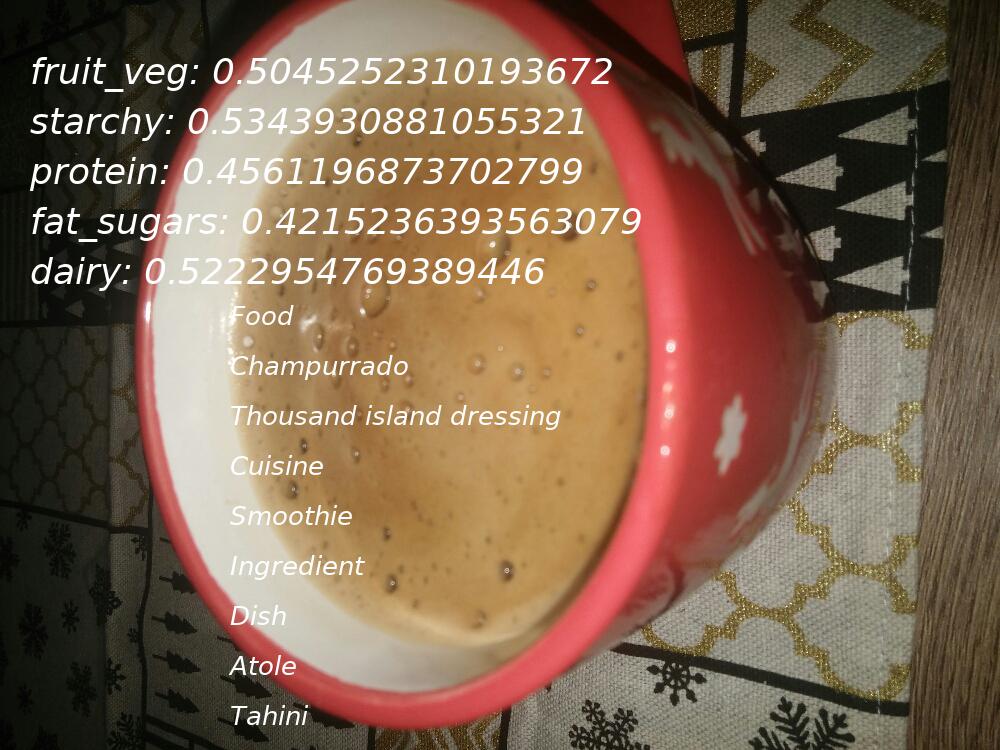 fruit_veg: 0.5045252310193672
starchy: 0.5343930881055321
protein: 0.4561196873702799
fat_sugars: 0.4215236393563079
dairy: 0.5222954769389446
Food
Champurrado
Thousand island dressing
Cuisine
Smoothie
Ingredient
Dish
Atole
Tahini